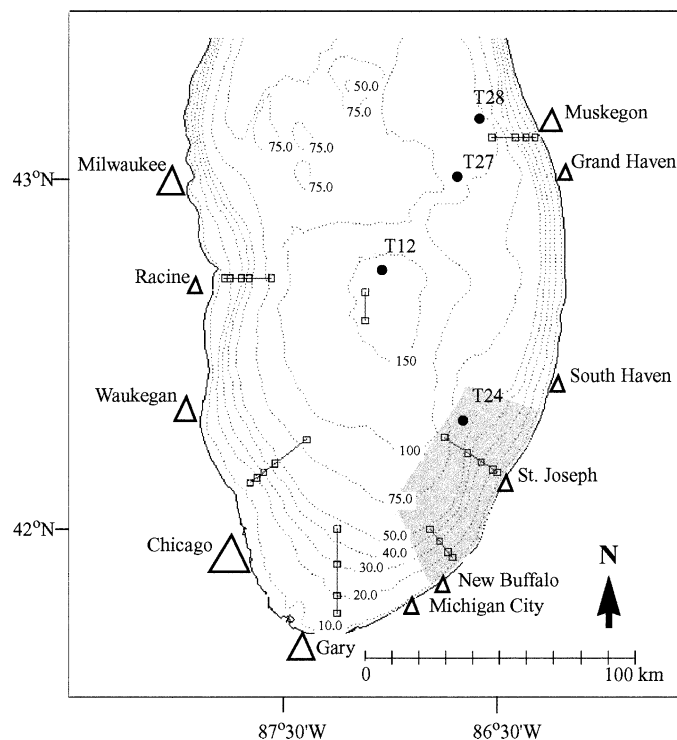 50.0
75.0
T28
Muskegon
75.0
75.0
Milwaukee
43°N
75.0
T27
Grand Haven
T12
Racine
150
Waukegan
South Haven
T24
100
St. Joseph
75.0
42°N
Chicago
50.0
40.0
30.0
20.0
10.0
New Buffalo
Michigan City
Gary
N
0
100 km
87°30'W
86°30'W